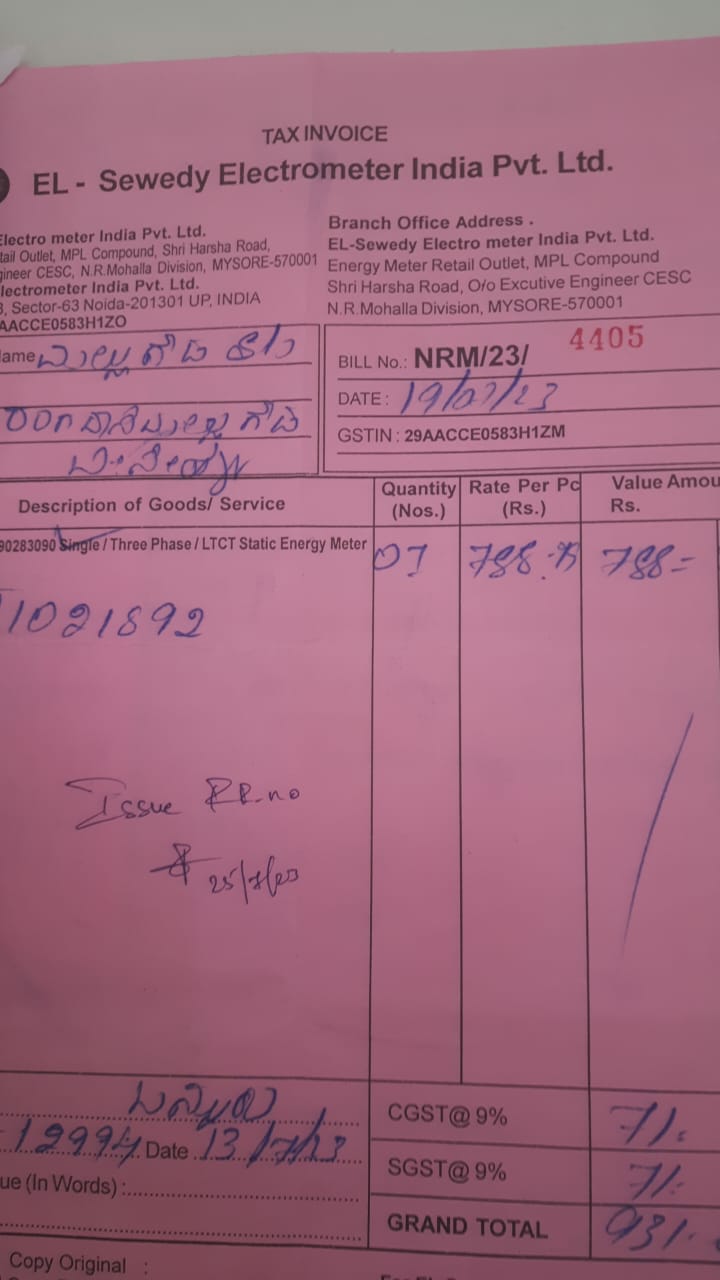 TAX INVOICE
EL - Sewedy Electrometer India Pvt. Ltd.
Electro meter India Pvt. Ltd.
tail Outlet, MPL Compound, Shri Harsha Road,
gineer CESC, N.R.Mohalla Division, MYSORE-570001
lectrometer India Pvt. Ltd.
3, Sector-63 Noida-201301 UP, INDIA
AACCE0583H1ZO
Branch Office Address .
EL-Sewedy Electro meter India Pvt. Ltd.
Energy Meter Retail Outlet, MPL Compound
Shri Harsha Road, O/o Excutive Engineer CESC
N.R.Mohalla Division, MYSORE-570001
ame
BILL No.: NRM/23/ 4405
DATE : 19/07/23
GSTIN : 29AACCE0583H1ZM
Description of Goods/ Service Quantity (Nos.) Rate Per Pc (Rs.) Value Amou Rs.
90283090 Single / Three Phase / LTCT Static Energy Meter 01 788.75 788=
1021892
Issue RR.no
25/7/23
CGST@ 9% 71.
12994 Date 13/7/23
SGST@ 9% 71.
ue (In Words) :
GRAND TOTAL 931.
Copy Original :